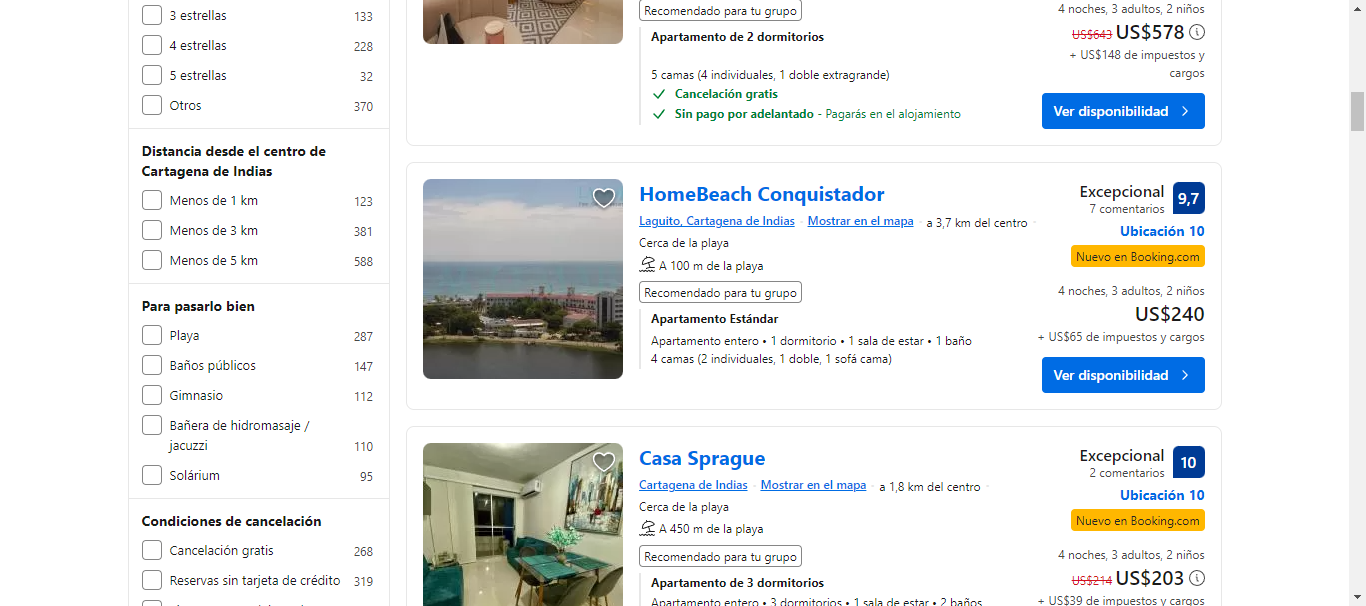 3 estrellas 133
4 estrellas 228
5 estrellas 32
Otros 370
Distancia desde el centro de
Cartagena de Indias
Menos de 1 km 123
Menos de 3 km 381
Menos de 5 km 588
Para pasarlo bien
Playa 287
Baños públicos 147
Gimnasio 112
Bañera de hidromasaje /
jacuzzi 110
Solárium 95
Condiciones de cancelación
Cancelación gratis 268
Reservas sin tarjeta de crédito 319
Recomendado para tu grupo
Apartamento de 2 dormitorios
5 camas (4 individuales, 1 doble extragrande)
Cancelación gratis
Sin pago por adelantado - Pagarás en el alojamiento
4 noches, 3 adultos, 2 niños
US$643 US$578
+ US$148 de impuestos y
cargos
Ver disponibilidad
HomeBeach Conquistador
Laguito, Cartagena de Indias · Mostrar en el mapa · a 3,7 km del centro ·
Cerca de la playa
A 100 m de la playa
Recomendado para tu grupo
Apartamento Estándar
Apartamento entero • 1 dormitorio • 1 sala de estar • 1 baño
4 camas (2 individuales, 1 doble, 1 sofá cama)
Excepcional 9,7
7 comentarios
Ubicación 10
Nuevo en Booking.com
4 noches, 3 adultos, 2 niños
US$240
+ US$65 de impuestos y cargos
Ver disponibilidad
Casa Sprague
Cartagena de Indias · Mostrar en el mapa · a 1,8 km del centro ·
Cerca de la playa
A 450 m de la playa
Recomendado para tu grupo
Apartamento de 3 dormitorios
Apartamento entero • 3 dormitorios • 1 sala de estar • 2 baños
Excepcional 10
2 comentarios
Ubicación 10
Nuevo en Booking.com
4 noches, 3 adultos, 2 niños
US$214 US$203
+ US$39 de impuestos y cargos